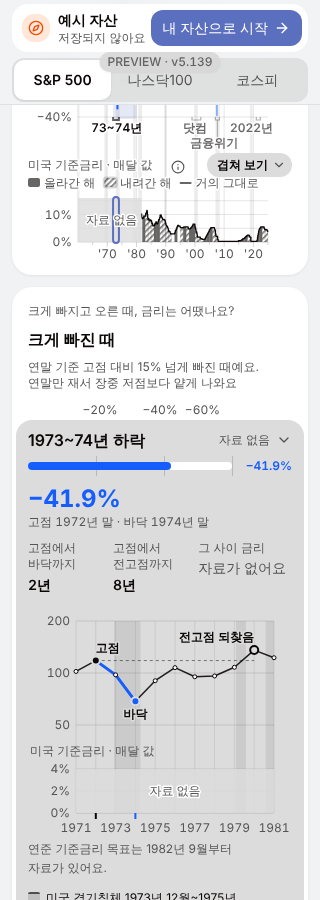 예시 자산
저장되지 않아요
내 자산으로 시작 →
PREVIEW · v5.139
S&P 500
나스닥100
코스피
−40%
73~74년
닷컴
2022년
금융위기
미국 기준금리 · 매달 값
겹쳐 보기
올라간 해
내려간 해
거의 그대로
10%
자료 없음
0%
'70 '80 '90 '00 '10 '20
크게 빠지고 오른 때, 금리는 어땠나요?
크게 빠진 때
연말 기준 고점 대비 15% 넘게 빠진 때예요.
연말만 재서 장중 저점보다 얕게 나와요
−20% −40% −60%
1973~74년 하락
자료 없음
−41.9%
−41.9%
고점 1972년 말 · 바닥 1974년 말
고점에서
바닥까지
2년
고점에서
전고점까지
8년
그 사이 금리
자료가 없어요
200
전고점 되찾음
고점
100
바닥
50
미국 기준금리 · 매달 값
4%
2%
자료 없음
0%
1971 1973 1975 1977 1979 1981
연준 기준금리 목표는 1982년 9월부터
자료가 있어요.
미국 경기침체 1973년 12월~1975년